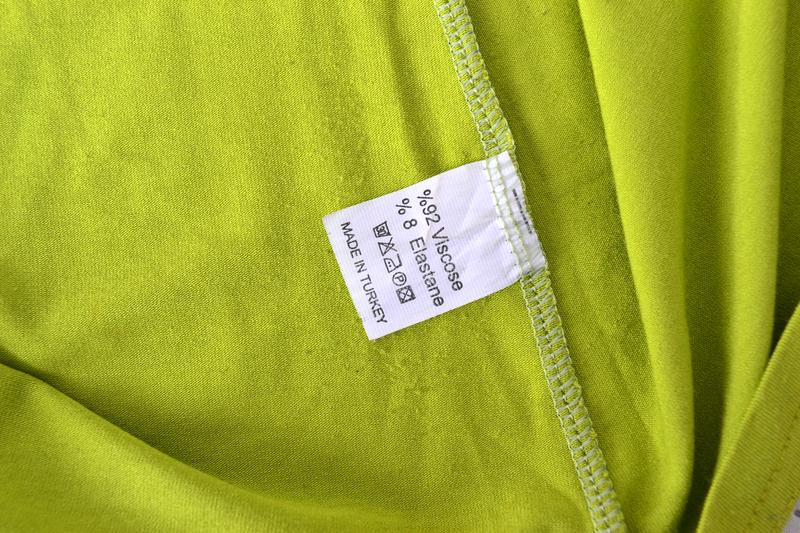 %92 Viscose
% 8 Elastane
P
MADE IN TURKEY